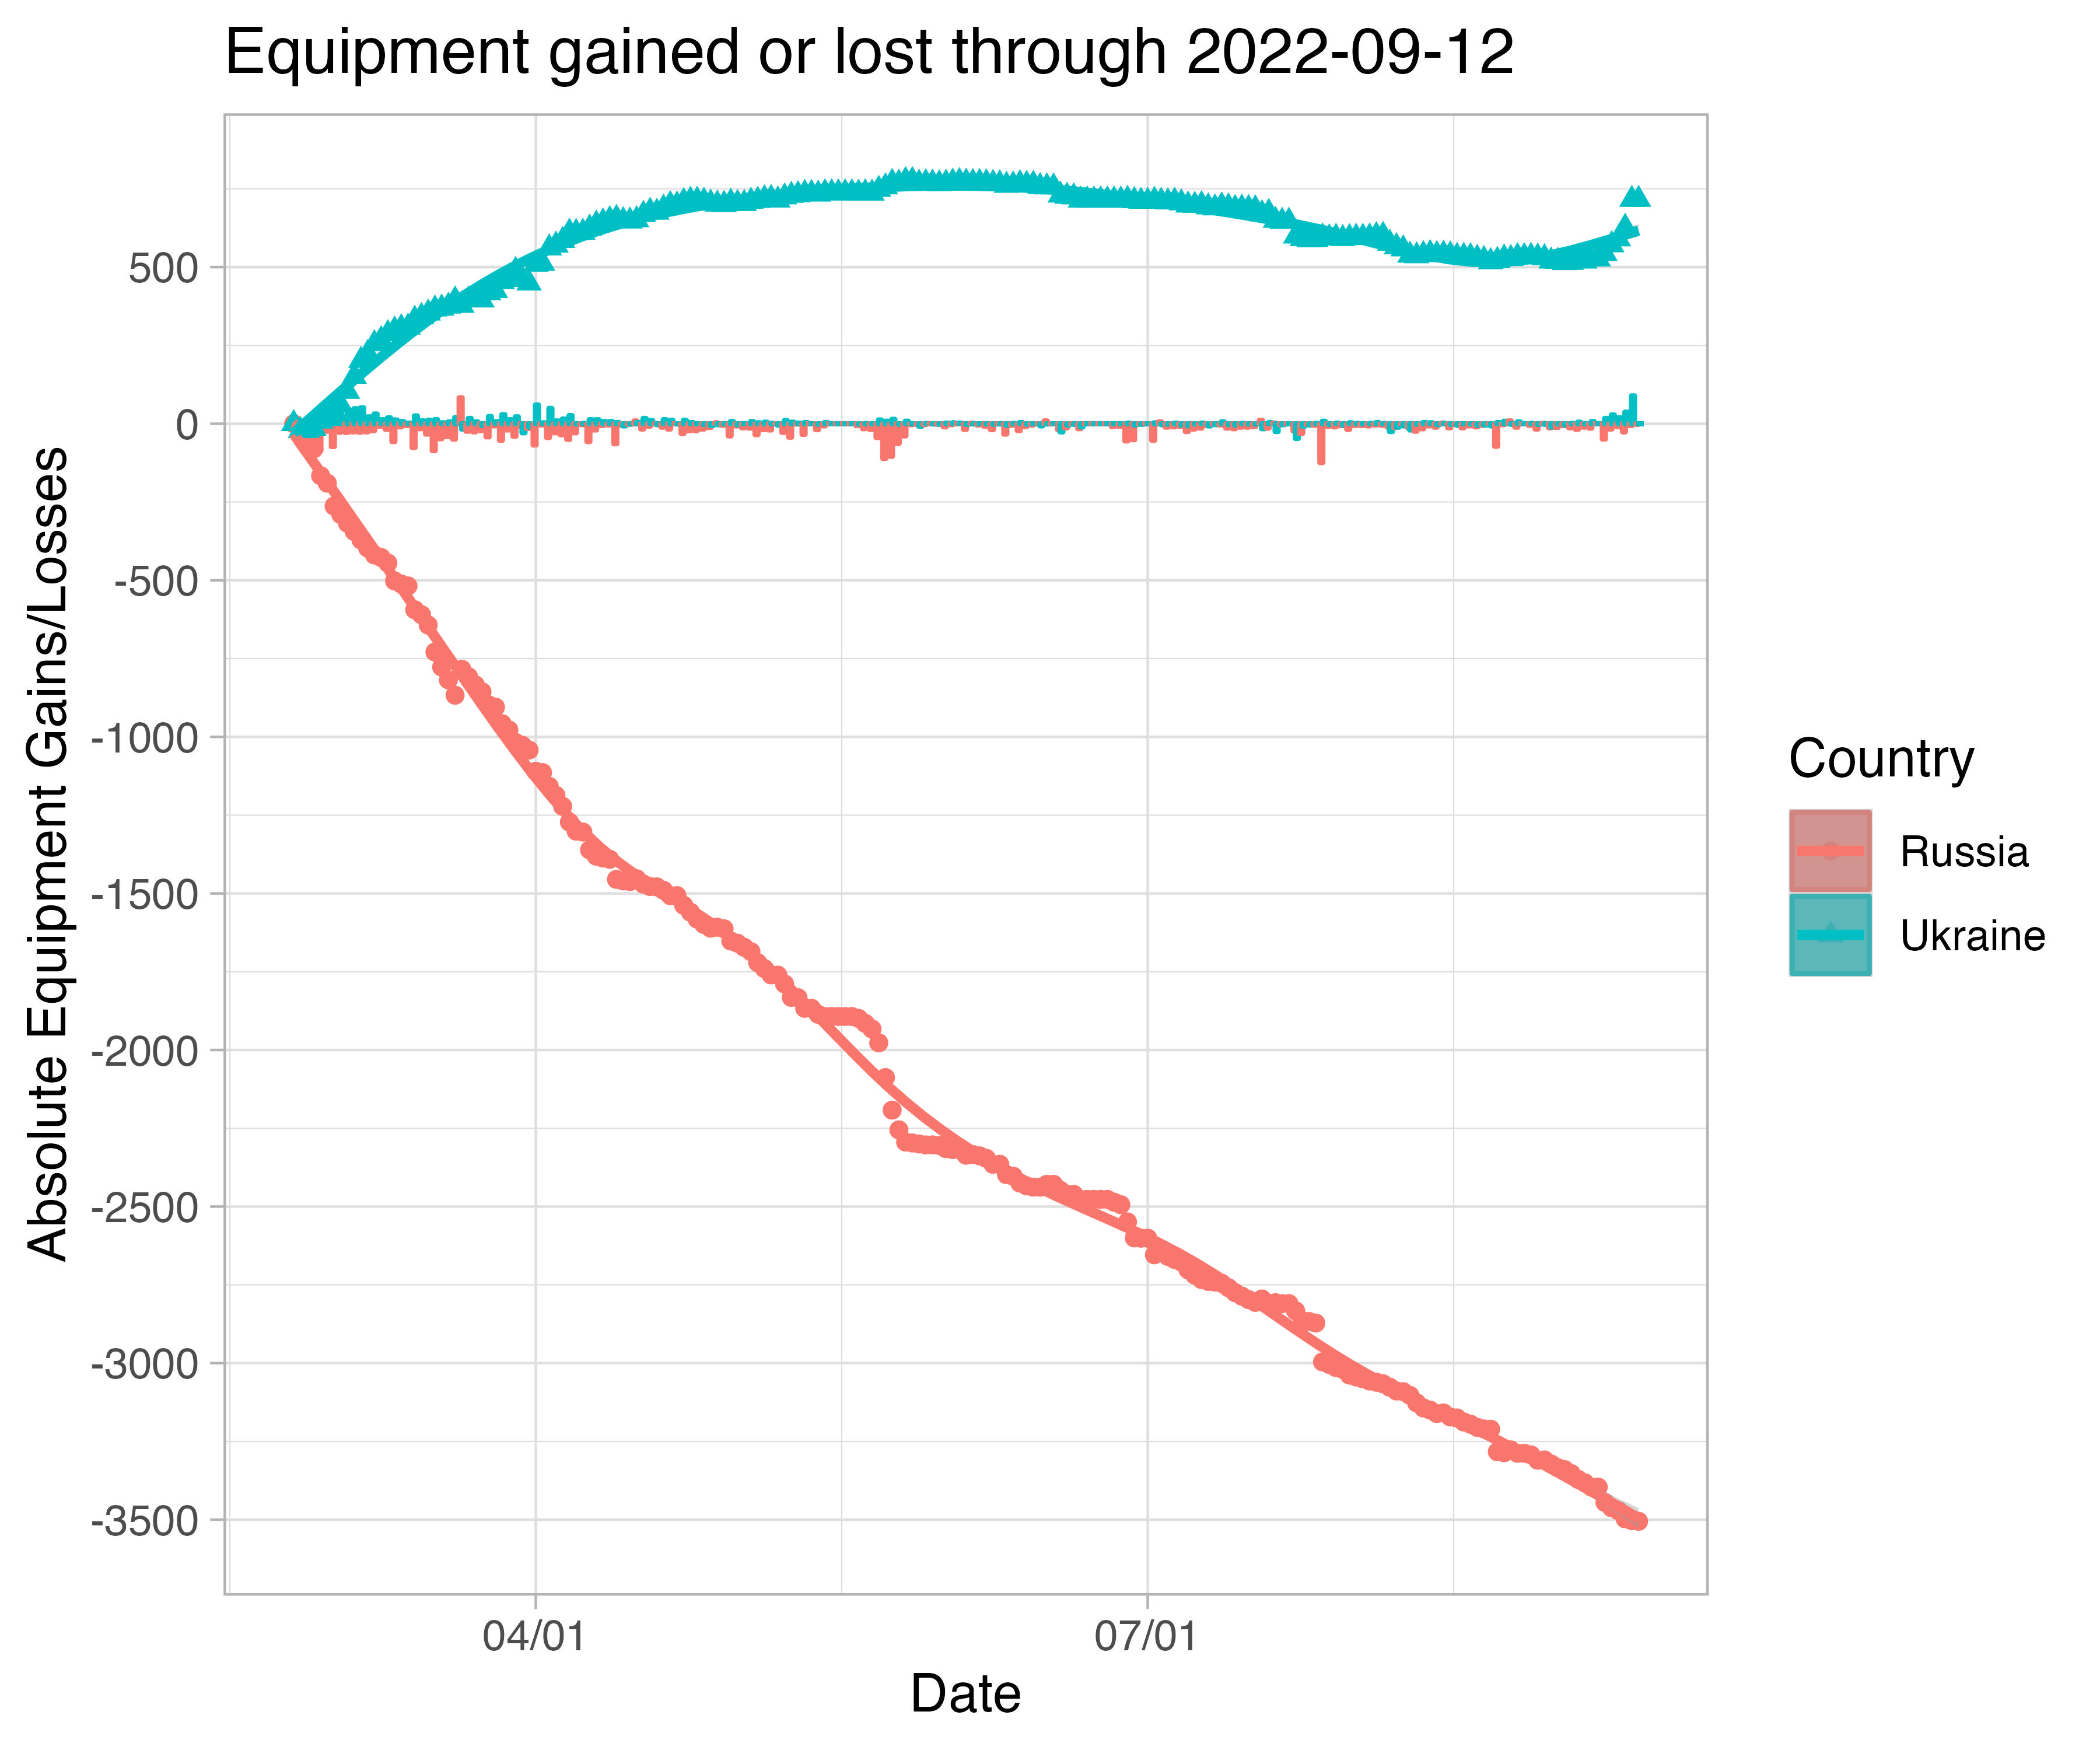 Equipment gained or lost through 2022-09-12
Absolute Equipment Gains/Losses
500
0
-500
-1000
-1500
-2000
-2500
-3000
-3500
04/01
07/01
Date
Country
Russia
Ukraine